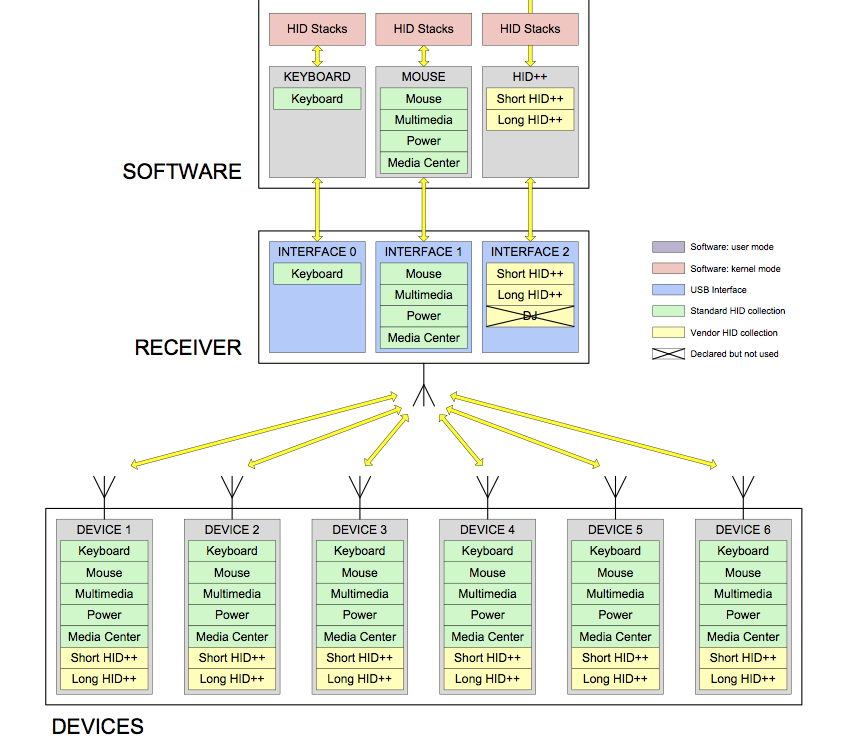 HID Stacks
HID Stacks
HID Stacks
KEYBOARD
Keyboard
MOUSE
Mouse
Multimedia
Power
Media Center
HID++
Short HID++
Long HID++
SOFTWARE
INTERFACE 0
Keyboard
INTERFACE 1
Mouse
Multimedia
Power
Media Center
INTERFACE 2
Short HID++
Long HID++
DJ
RECEIVER
Software: user mode
Software: kernel mode
USB Interface
Standard HID collection
Vendor HID collection
Declared but not used
DEVICE 1
Keyboard
Mouse
Multimedia
Power
Media Center
Short HID++
Long HID++
DEVICE 2
Keyboard
Mouse
Multimedia
Power
Media Center
Short HID++
Long HID++
DEVICE 3
Keyboard
Mouse
Multimedia
Power
Media Center
Short HID++
Long HID++
DEVICE 4
Keyboard
Mouse
Multimedia
Power
Media Center
Short HID++
Long HID++
DEVICE 5
Keyboard
Mouse
Multimedia
Power
Media Center
Short HID++
Long HID++
DEVICE 6
Keyboard
Mouse
Multimedia
Power
Media Center
Short HID++
Long HID++
DEVICES